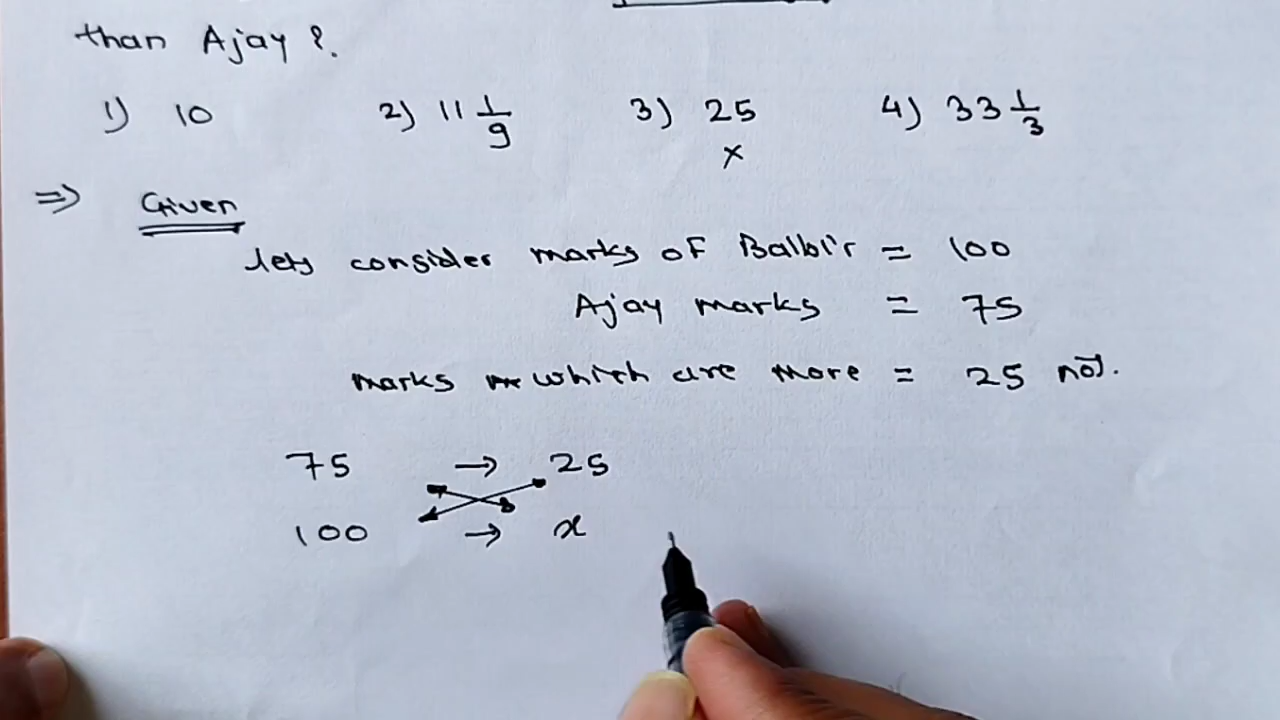 than Ajay ?.
1) 10 2) 11 1/9 3) 25 4) 33 1/3
x
=> Given
lets consider marks of Balbir = 100
Ajay marks = 75
marks which are more = 25
75 → 25
100 → x